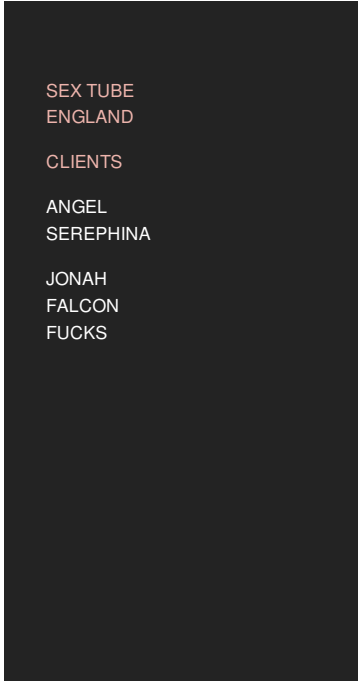 SEX TUBE
ENGLAND
CLIENTS
ANGEL
SEREPHINA
JONAH
FALCON
FUCKS